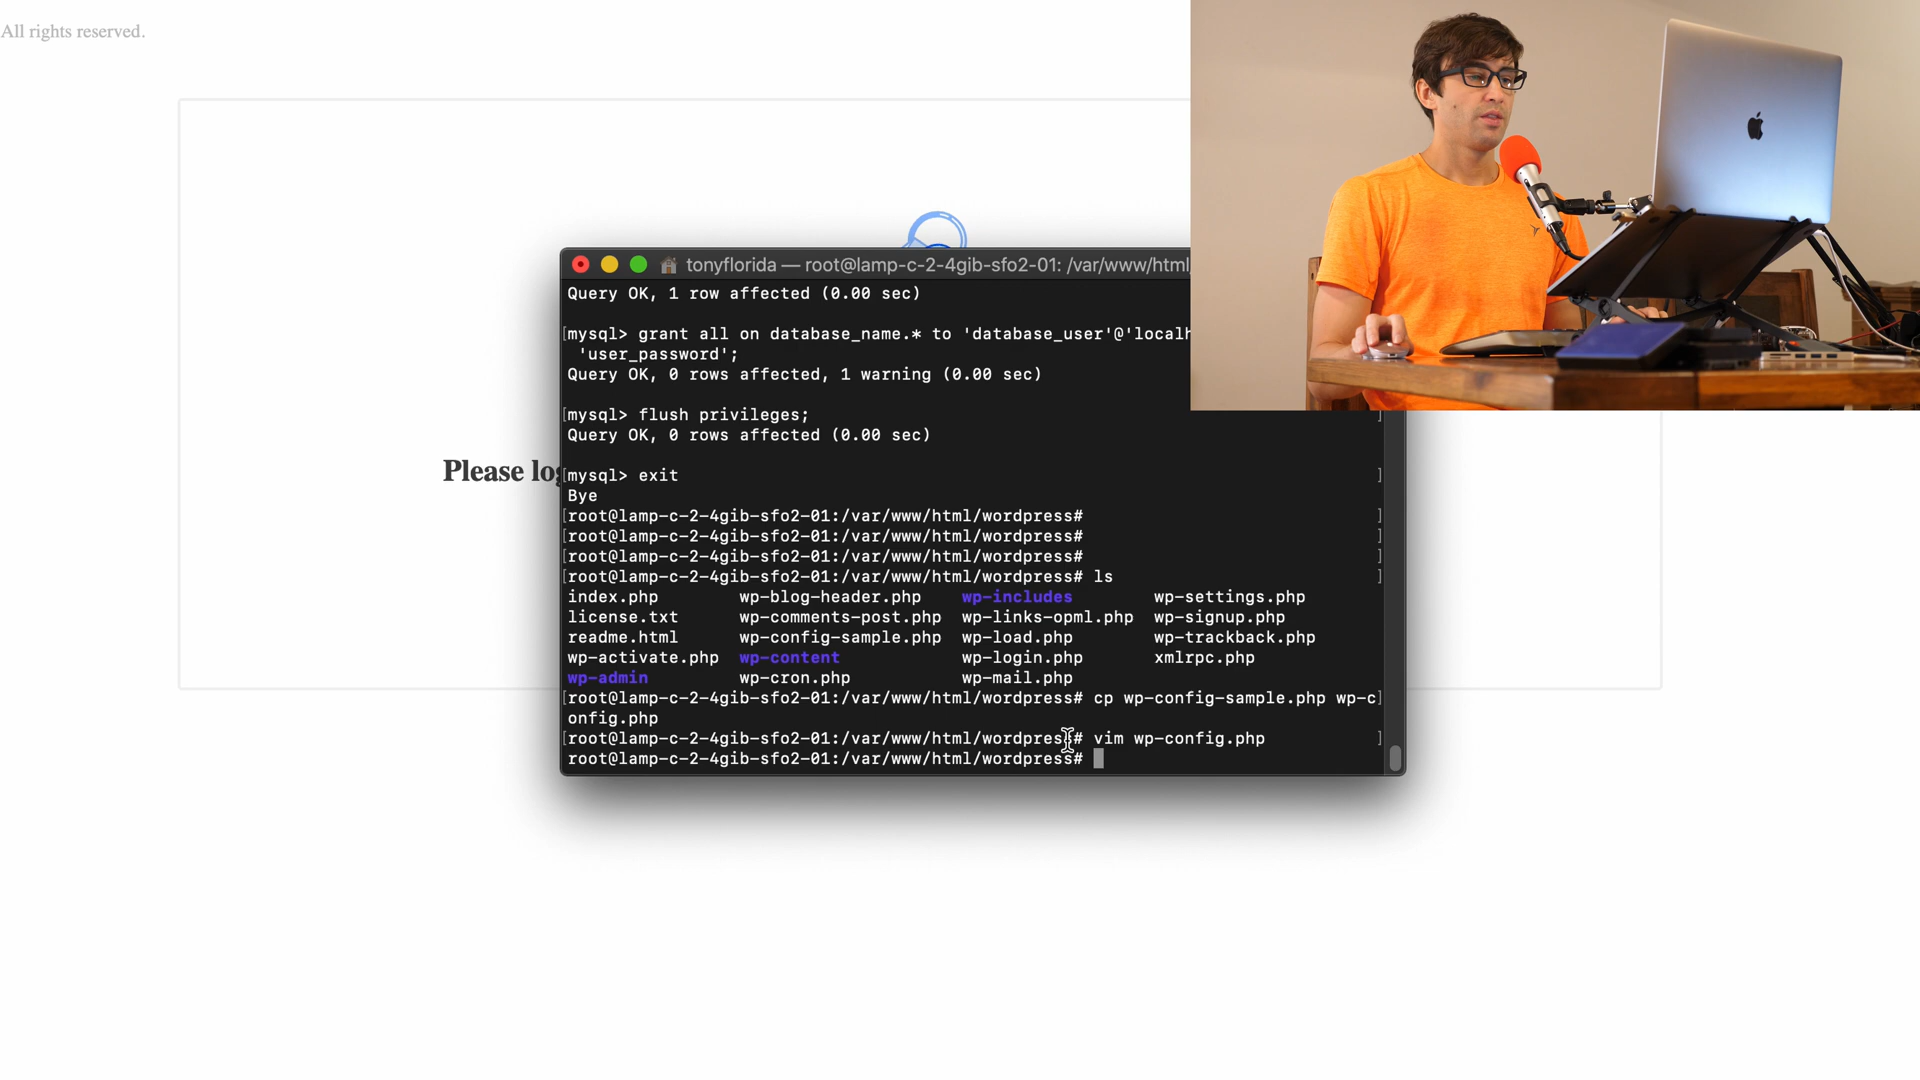 All rights reserved.
tonyflorida — root@lamp-c-2-4gib-sfo2-01: /var/www/html
Query OK, 1 row affected (0.00 sec)
[mysql> grant all on database_name.* to 'database_user'@'localh
'user_password';
Query OK, 0 rows affected, 1 warning (0.00 sec)
[mysql> flush privileges; ]
Query OK, 0 rows affected (0.00 sec)
Please
[mysql> exit ]
Bye
[root@lamp-c-2-4gib-sfo2-01:/var/www/html/wordpress# ]
[root@lamp-c-2-4gib-sfo2-01:/var/www/html/wordpress# ]
[root@lamp-c-2-4gib-sfo2-01:/var/www/html/wordpress# ]
[root@lamp-c-2-4gib-sfo2-01:/var/www/html/wordpress# ls ]
index.php wp-blog-header.php wp-includes wp-settings.php
license.txt wp-comments-post.php wp-links-opml.php wp-signup.php
readme.html wp-config-sample.php wp-load.php wp-trackback.php
wp-activate.php wp-content wp-login.php xmlrpc.php
wp-admin wp-cron.php wp-mail.php
[root@lamp-c-2-4gib-sfo2-01:/var/www/html/wordpress# cp wp-config-sample.php wp-c]
onfig.php
[root@lamp-c-2-4gib-sfo2-01:/var/www/html/wordpress# vim wp-config.php ]
root@lamp-c-2-4gib-sfo2-01:/var/www/html/wordpress#